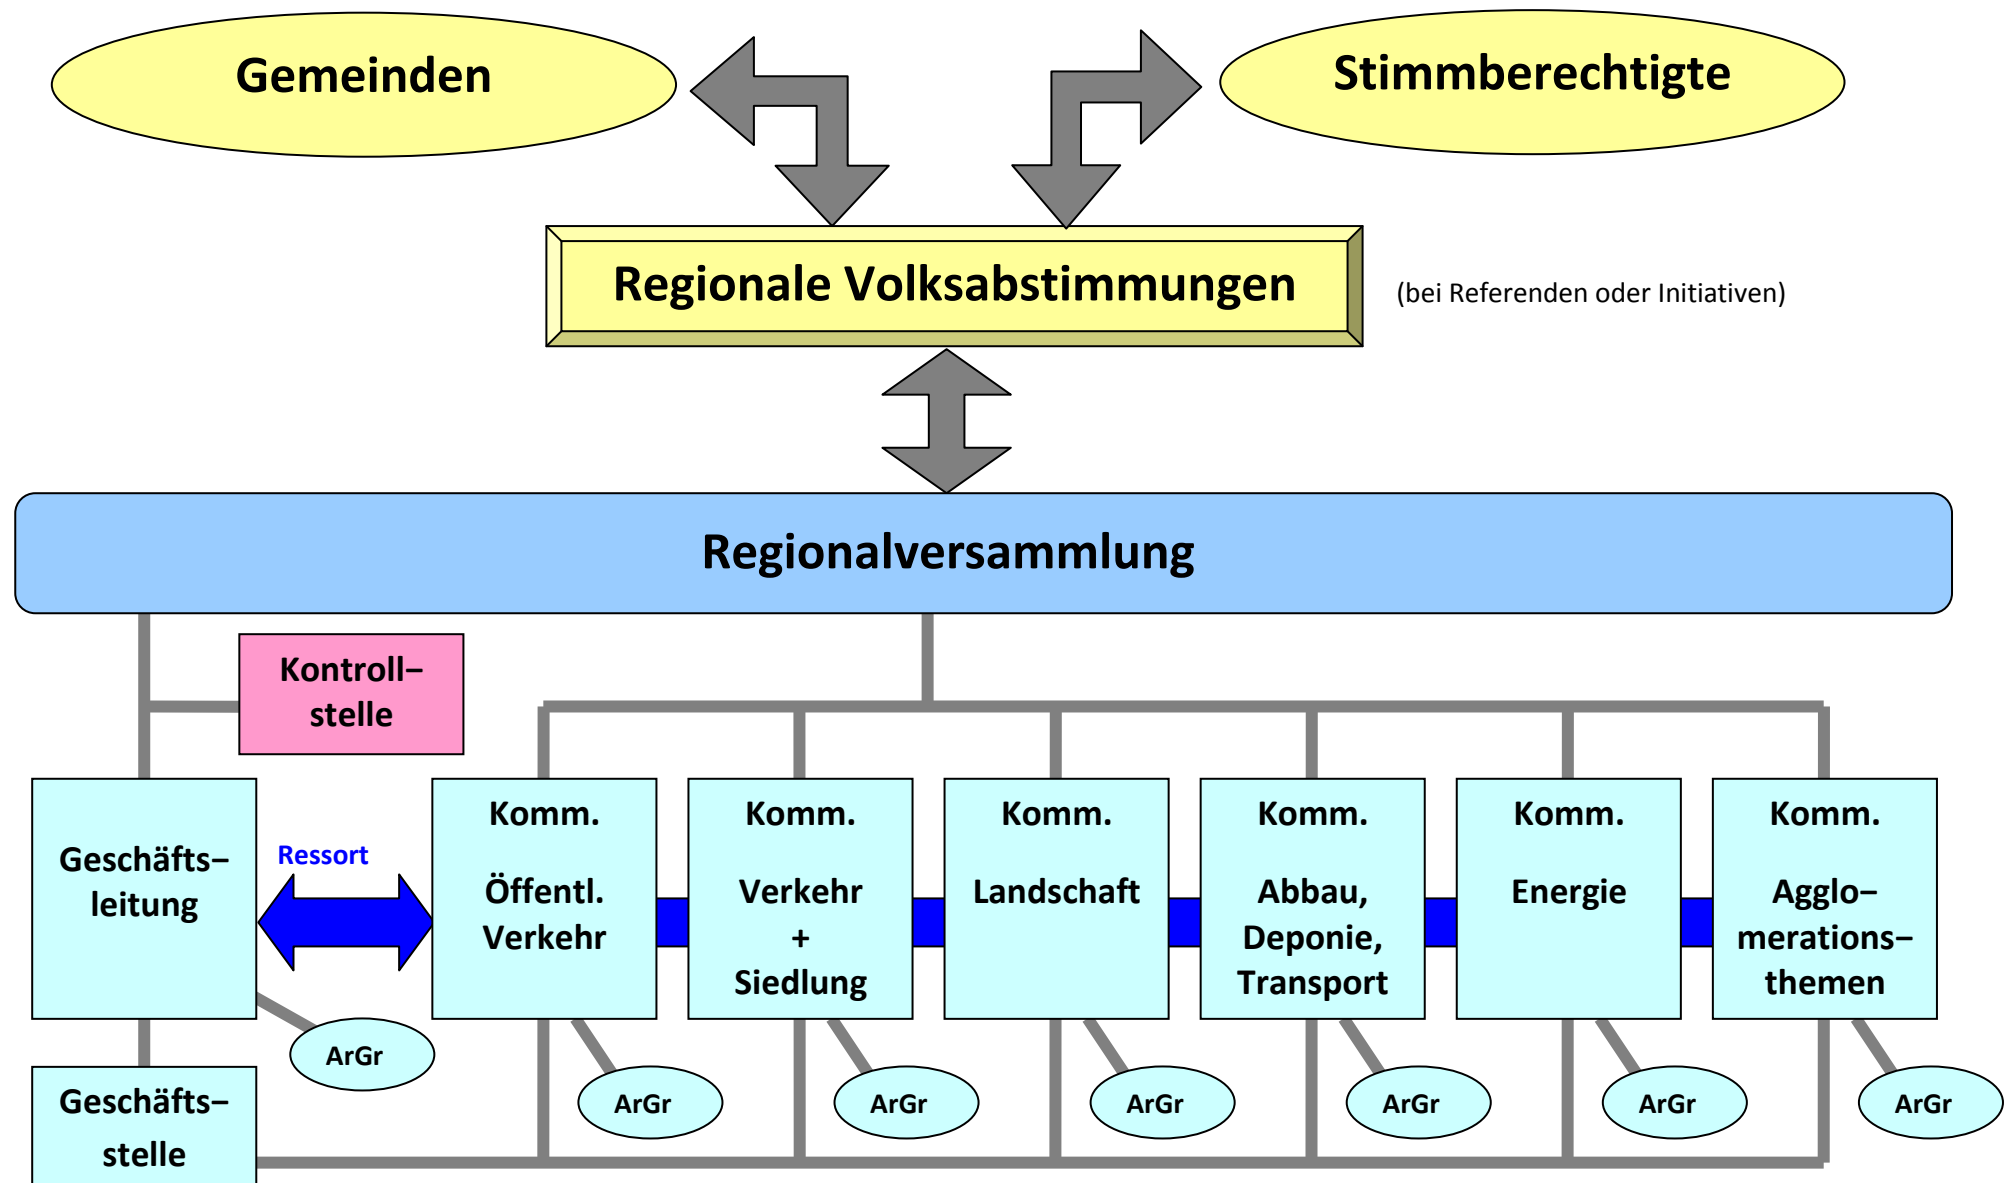 Gemeinden
Stimmberechtigte
Regionale Volksabstimmungen
(bei Referenden oder Initiativen)
Regionalversammlung
Kontroll–
stelle
Geschäfts–
leitung
Ressort
Komm.
Öffentl.
Verkehr
Komm.
Verkehr
+
Siedlung
Komm.
Landschaft
Komm.
Abbau,
Deponie,
Transport
Komm.
Energie
Komm.
Agglo–
merations–
themen
ArGr
ArGr
ArGr
ArGr
ArGr
ArGr
ArGr
Geschäfts–
stelle